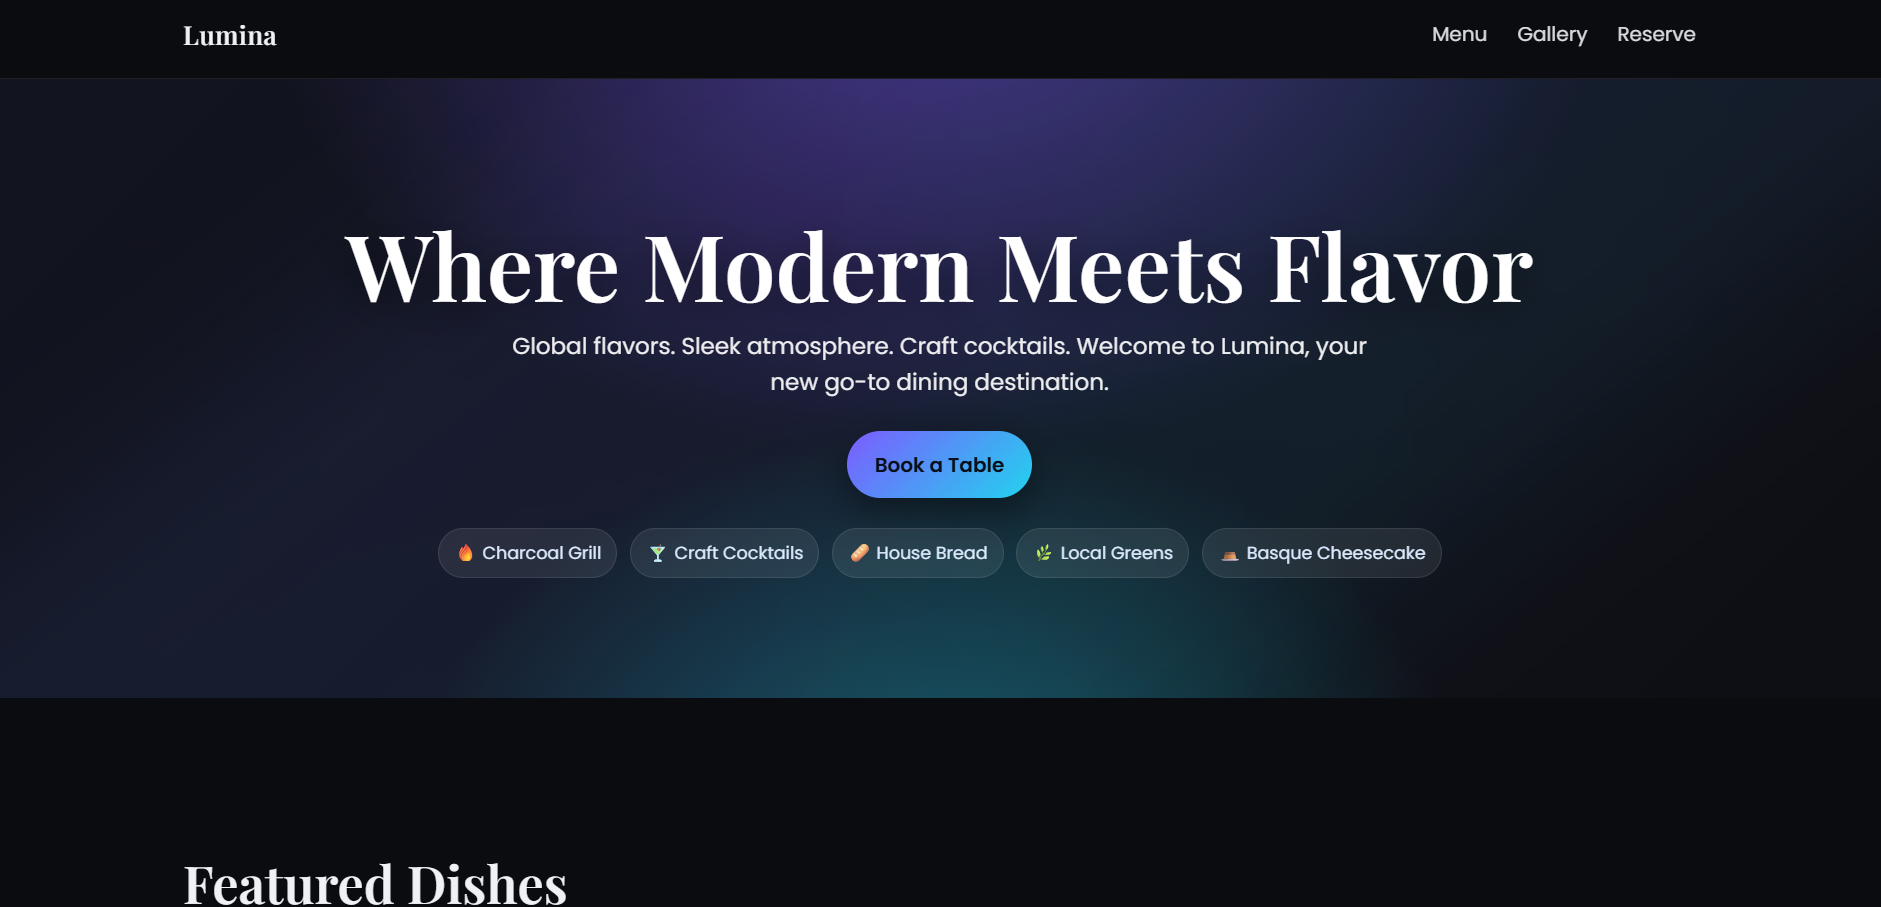 Lumina
Menu Gallery Reserve
Where Modern Meets Flavor
Global flavors. Sleek atmosphere. Craft cocktails. Welcome to Lumina, your
new go-to dining destination.
Book a Table
Charcoal Grill
Craft Cocktails
House Bread
Local Greens
Basque Cheesecake
Featured Dishes